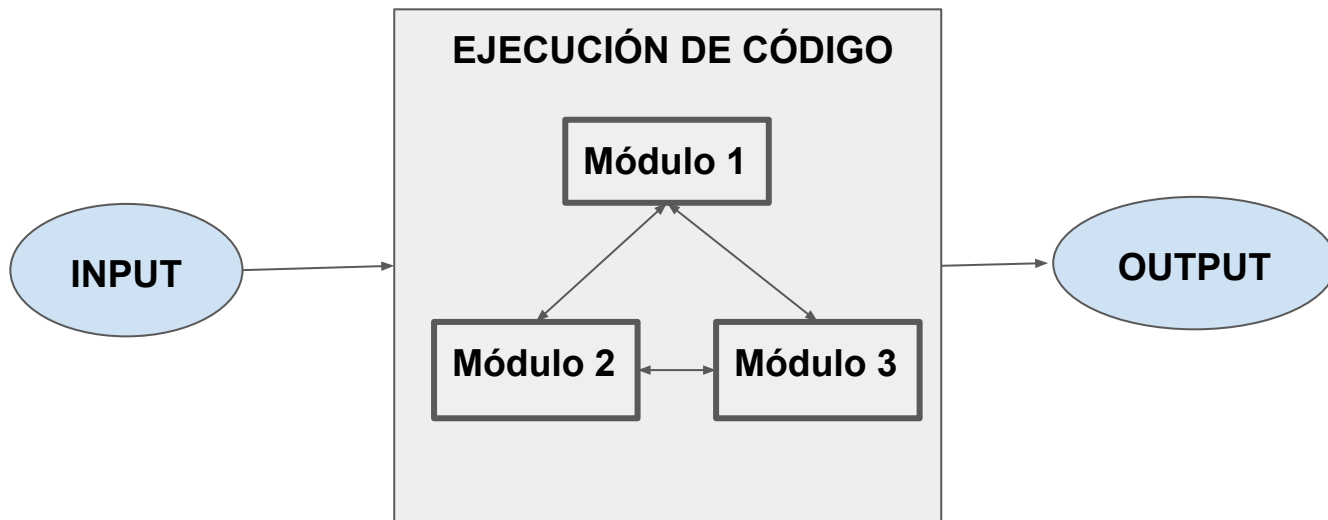 EJECUCIÓN DE CÓDIGO
Módulo 1
INPUT
OUTPUT
Módulo 2
Módulo 3